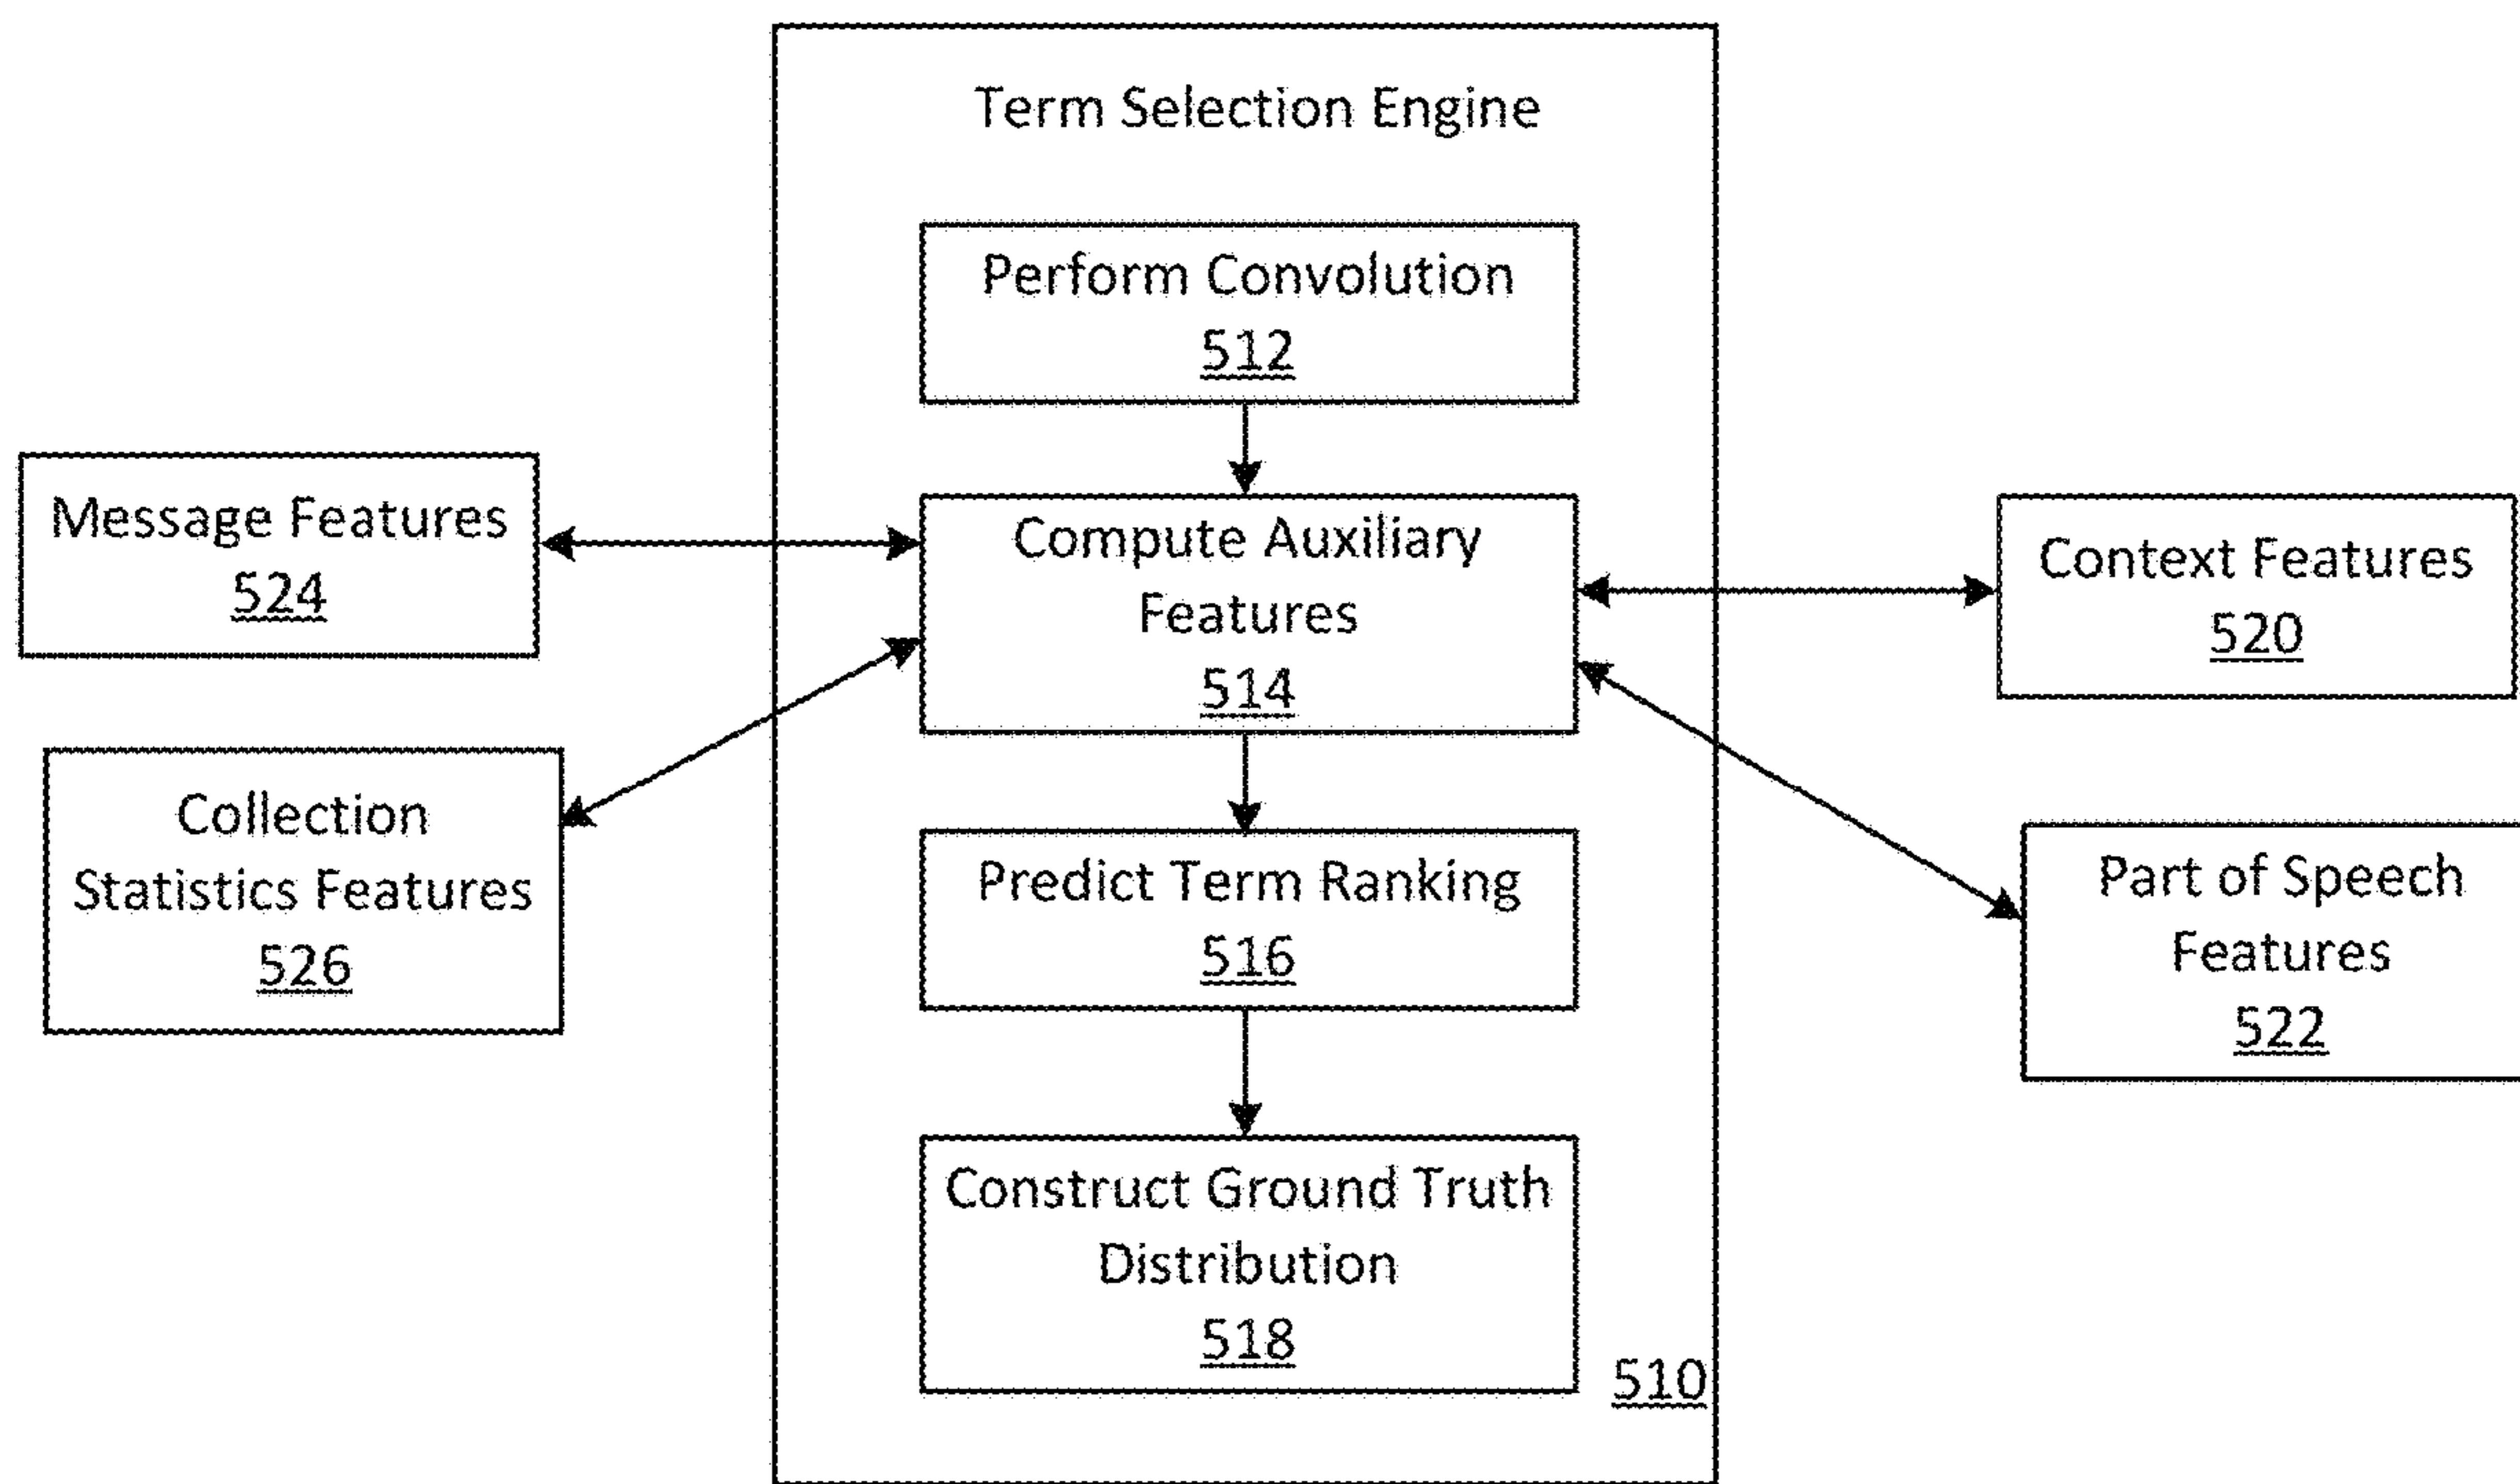 Term Selection Engine
Perform Convolution
512
Message Features
524
Compute Auxiliary
Features
514
Context Features
520
Collection
Statistics Features
526
Predict Term Ranking
516
Part of Speech
Features
522
Construct Ground Truth
Distribution
518
510